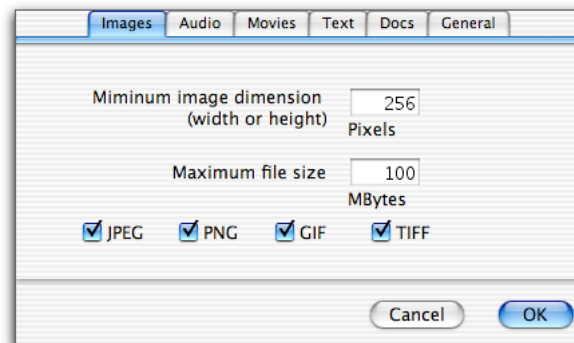 Images Audio Movies Text Docs General
Miminum image dimension 256
(width or height)
Pixels
Maximum file size 100
MBytes
JPEG PNG GIF TIFF
Cancel OK